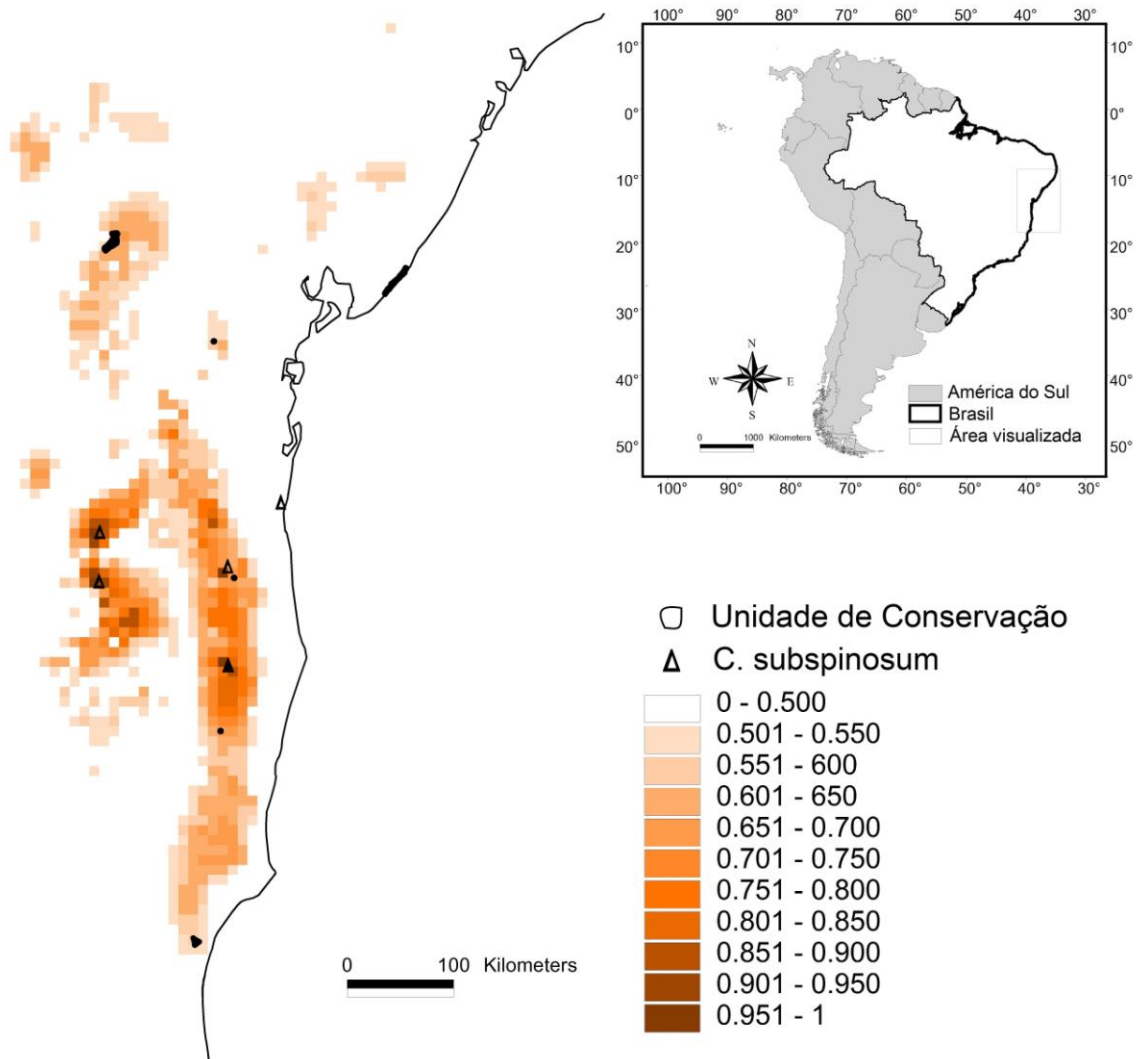 100° 90° 80° 70° 60° 50° 40° 30°
10° 10°
0° 0°
10° 10°
20° 20°
30° 30°
40° 40°
50° 50°
N
W E
S
América do Sul
Brasil
Área visualizada
0 1000 Kilometers
100° 90° 80° 70° 60° 50° 40° 30°
Unidade de Conservação
C. subspinosum
0 - 0.500
0.501 - 0.550
0.551 - 600
0.601 - 650
0.651 - 0.700
0.701 - 0.750
0.751 - 0.800
0.801 - 0.850
0.851 - 0.900
0.901 - 0.950
0.951 - 1
0 100 Kilometers